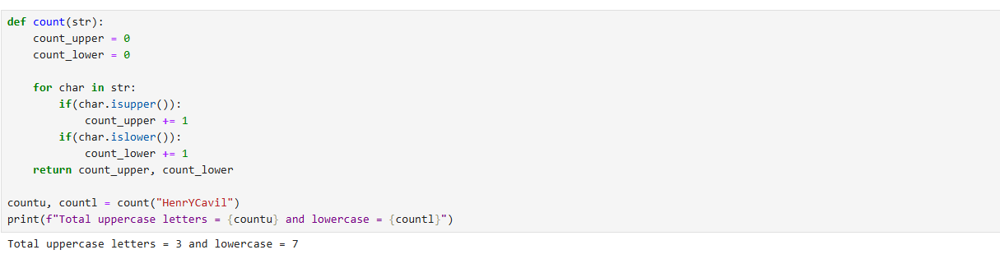 def count(str):
    count_upper = 0
    count_lower = 0

    for char in str:
        if(char.isupper()):
            count_upper += 1
        if(char.islower()):
            count_lower += 1
    return count_upper, count_lower

countu, countl = count("HenrYCavil")
print(f"Total uppercase letters = {countu} and lowercase = {countl}")
Total uppercase letters = 3 and lowercase = 7